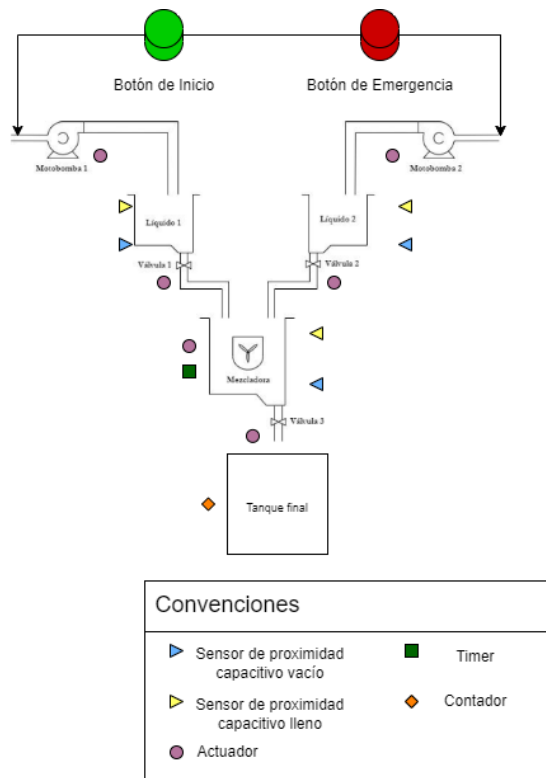 Botón de Inicio
Botón de Emergencia
Motobomba 1
Motobomba 2
Líquido 1
Líquido 2
Válvula 1
Válvula 2
Mezcladora
Válvula 3
Tanque final
Convenciones
Sensor de proximidad
capacitivo vacío
Timer
Sensor de proximidad
capacitivo lleno
Contador
Actuador